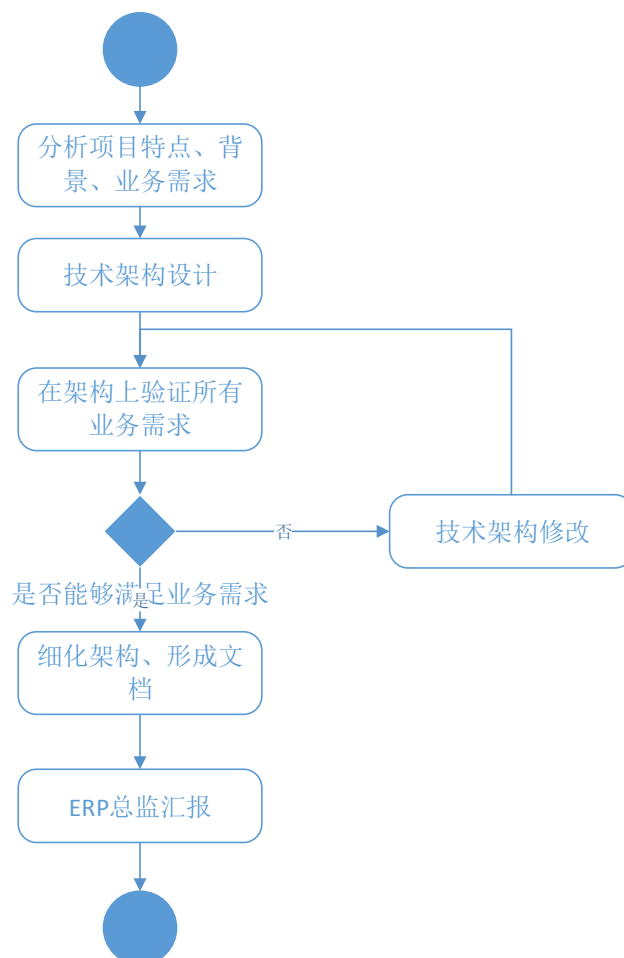 分析项目特点、背
景、业务需求
技术架构设计
在架构上验证所有
业务需求
否
技术架构修改
是否能够满足业务需求
是
细化架构、形成文
档
ERP总监汇报